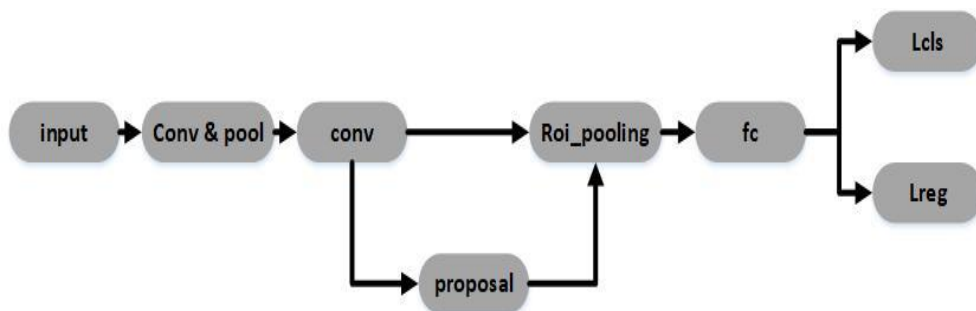 input
Conv & pool
conv
Roi_pooling
fc
Lcls
Lreg
proposal